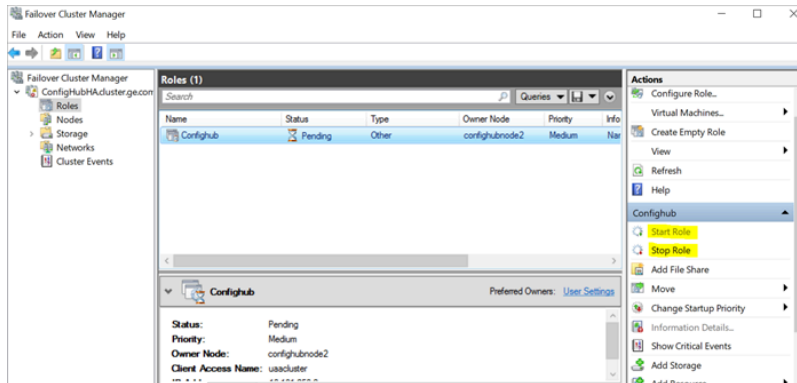 Failover Cluster Manager
File Action View Help
Failover Cluster Manager
ConfigHubHA.cluster.ge.com
Roles
Nodes
Storage
Networks
Cluster Events
Roles (1)
Search Queries
Name Status Type Owner Node Priority Info
Confighub Pending Other confighubnode2 Medium Nar
Confighub Preferred Owners: User Settings
Status: Pending
Priority: Medium
Owner Node: confighubnode2
Client Access Name: uaacluster
Actions
Configure Role...
Virtual Machines...
Create Empty Role
View
Refresh
Help
Confighub
Start Role
Stop Role
Add File Share
Move
Change Startup Priority
Information Details...
Show Critical Events
Add Storage